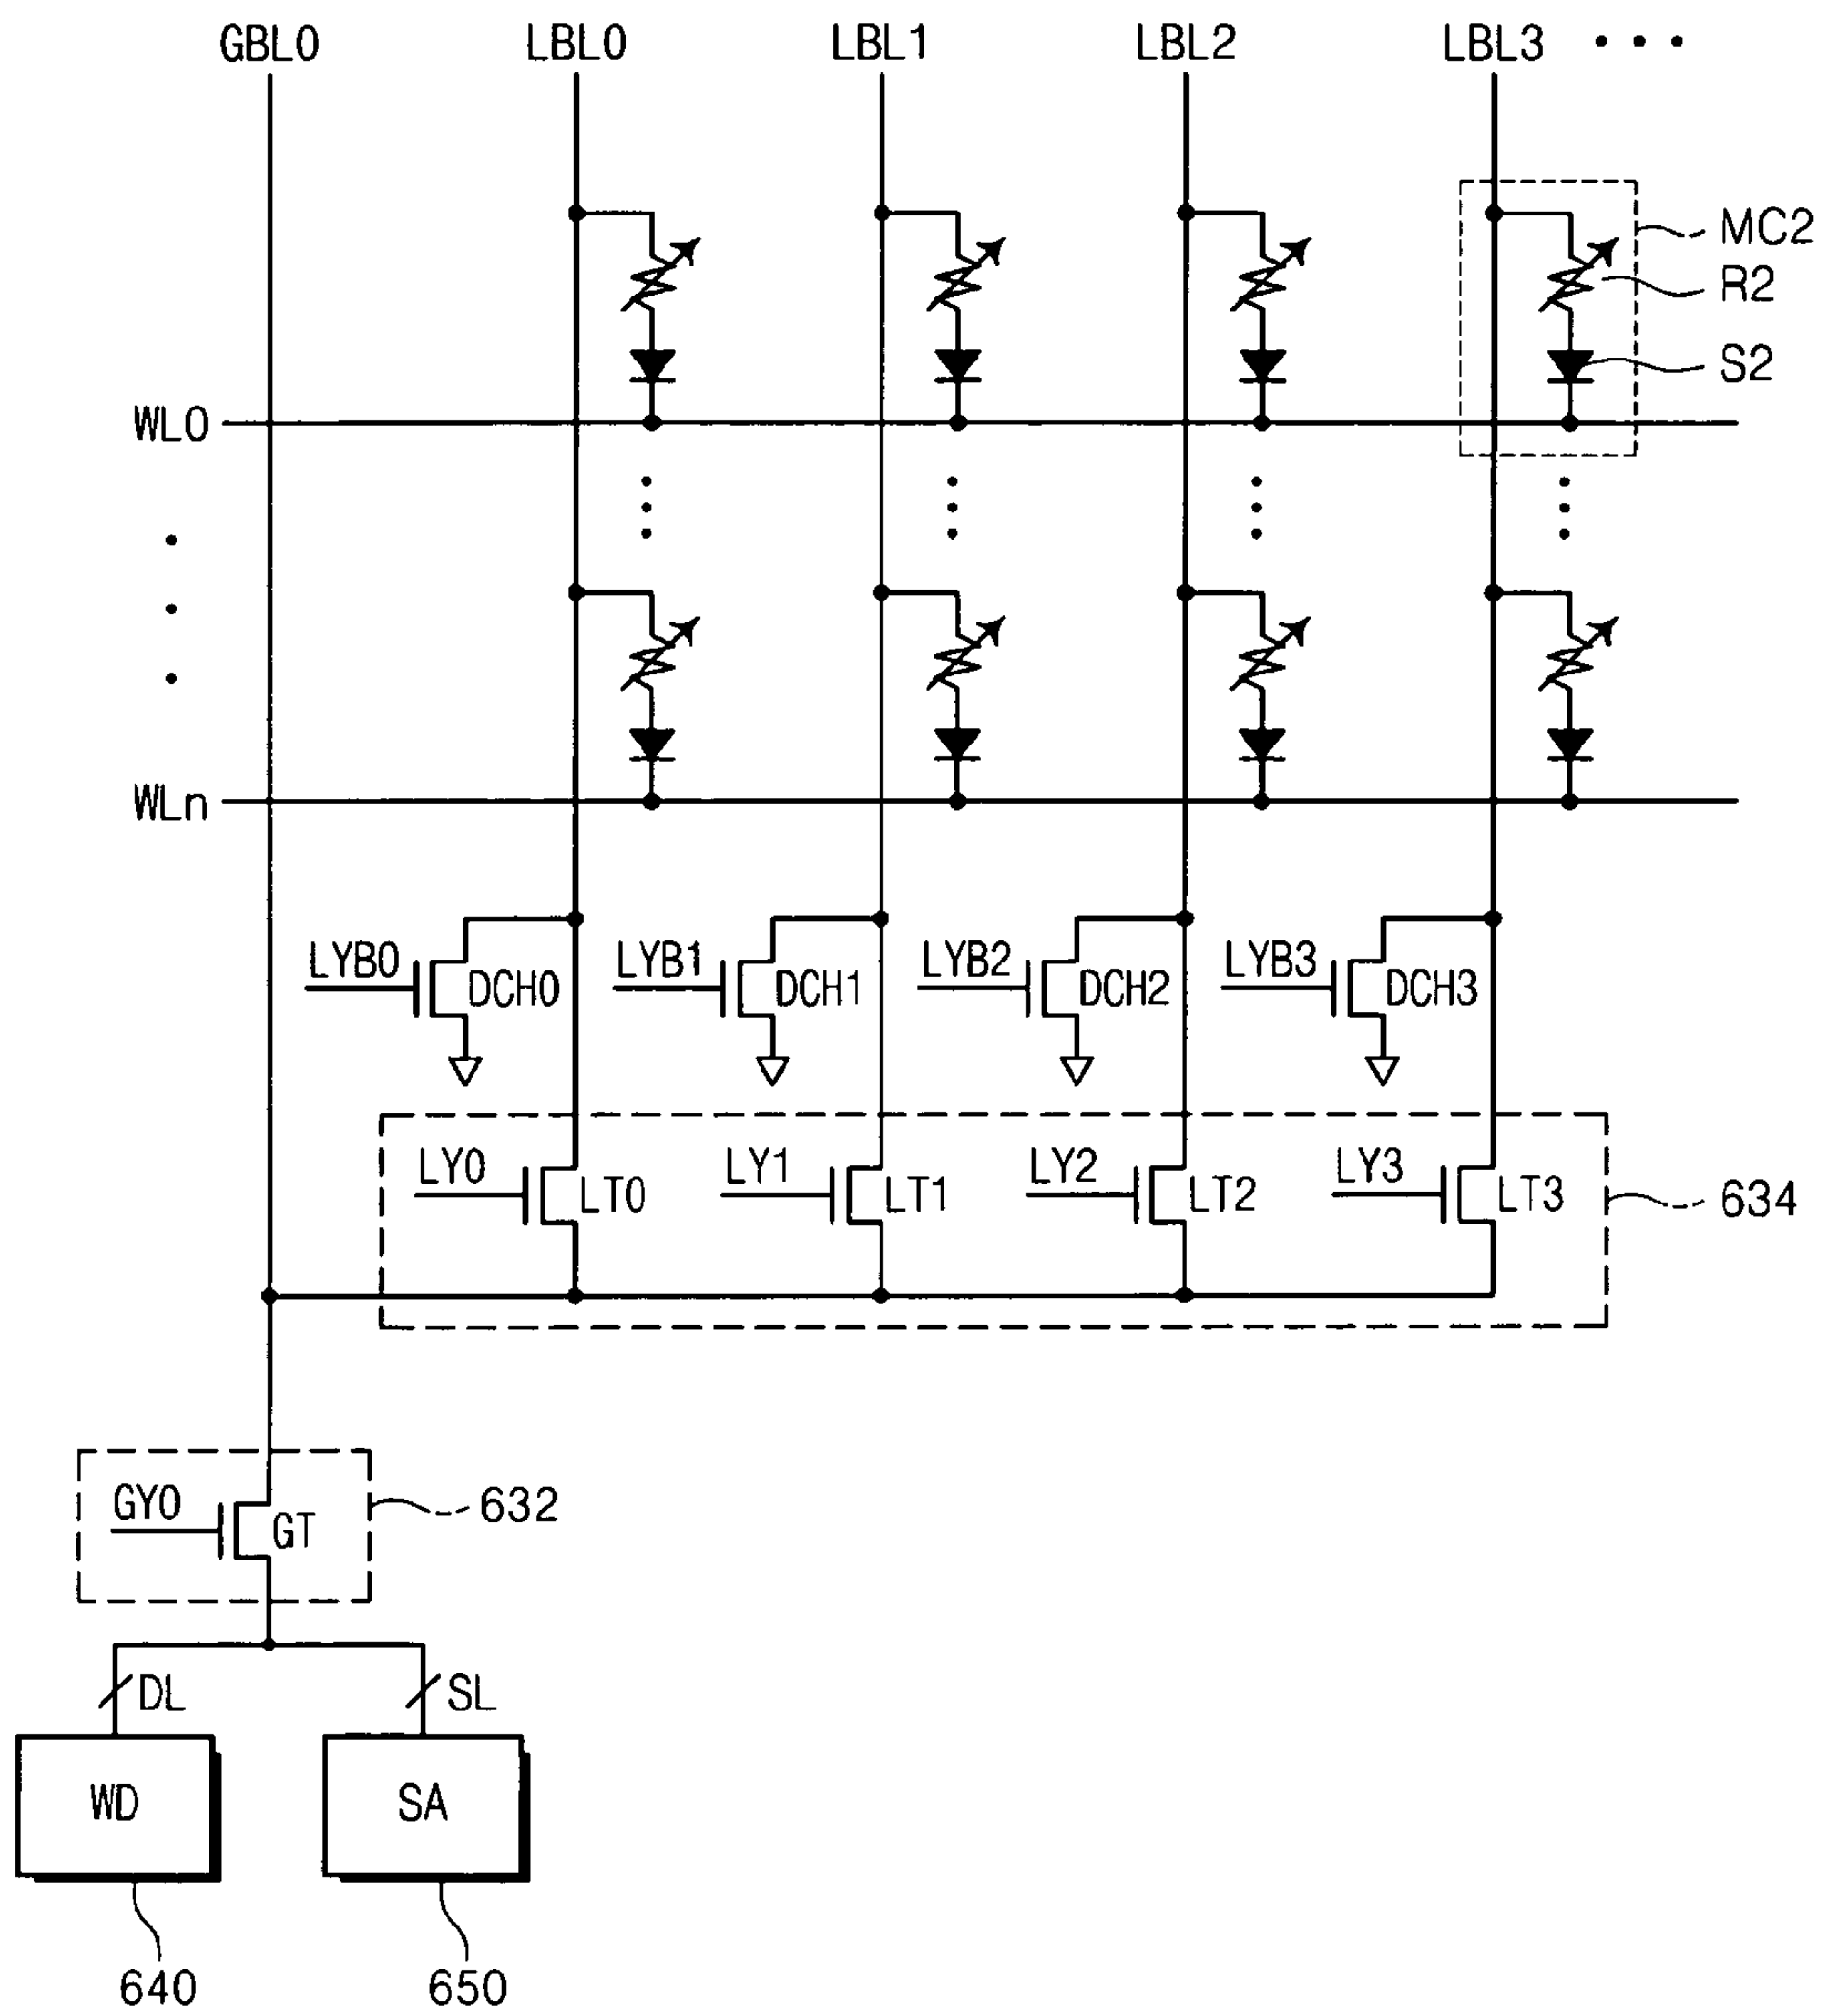 GBL0 LBL0 LBL1 LBL2 LBL3 • • •
MC2
R2
S2
WL0
WLn
LYB0 LYB1 LYB2 LYB3
DCH0 DCH1 DCH2 DCH3
LY0 LY1 LY2 LY3
LT0 LT1 LT2 LT3 634
GY0 632
GT
DL SL
WD SA
640 650